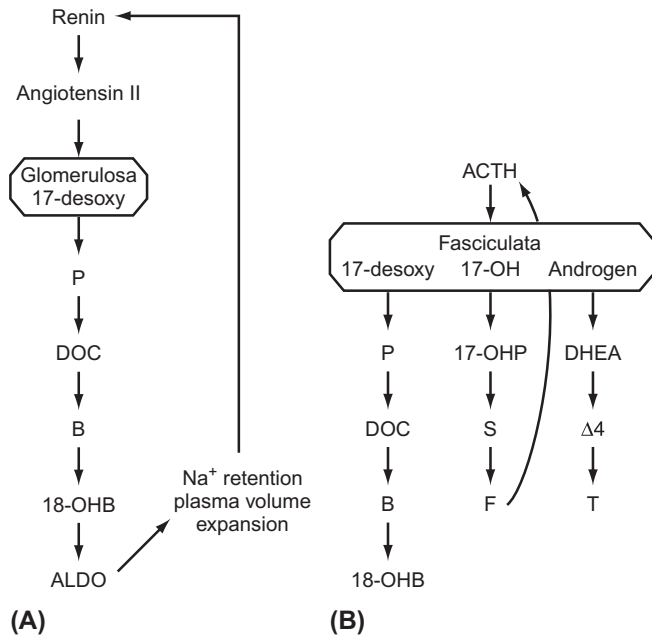 Renin
Angiotensin II
Glomerulosa
17-desoxy
P
DOC
B
18-OHB
ALDO
Na⁺ retention
plasma volume
expansion
(A)
ACTH
Fasciculata
17-desoxy 17-OH Androgen
P 17-OHP DHEA
DOC S Δ4
B F T
18-OHB
(B)